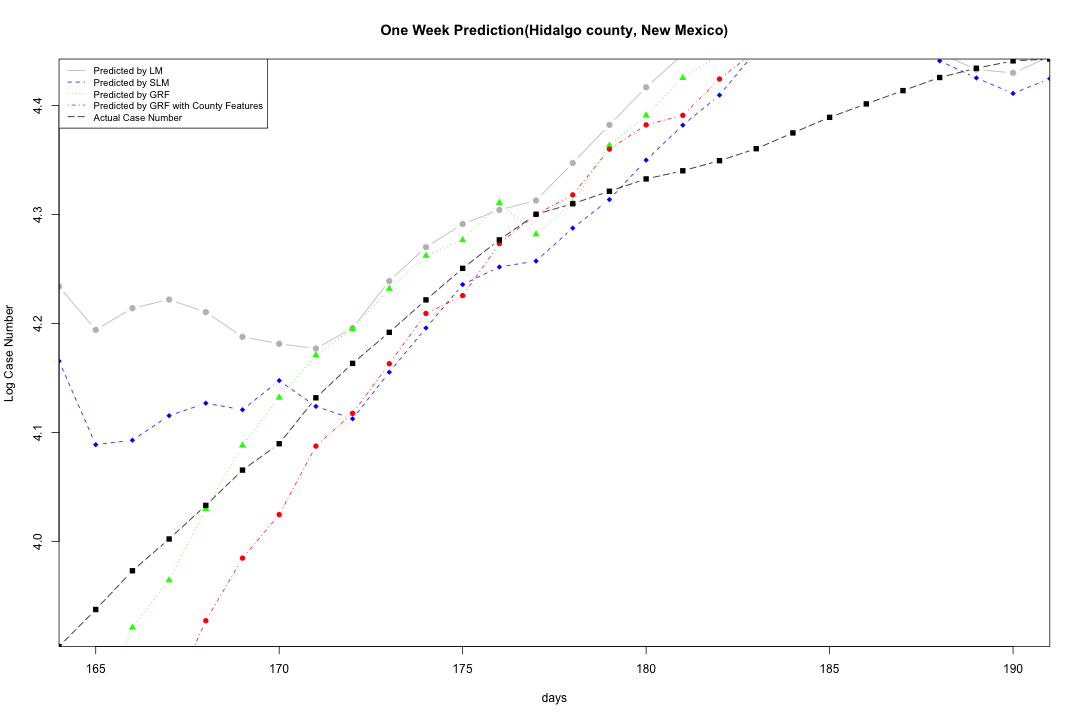 One Week Prediction(Hidalgo county, New Mexico)
Predicted by LM
Predicted by SLM
Predicted by GRF
Predicted by GRF with County Features
Actual Case Number
Log Case Number
4.4
4.3
4.2
4.1
4.0
165 170 175 180 185 190
days